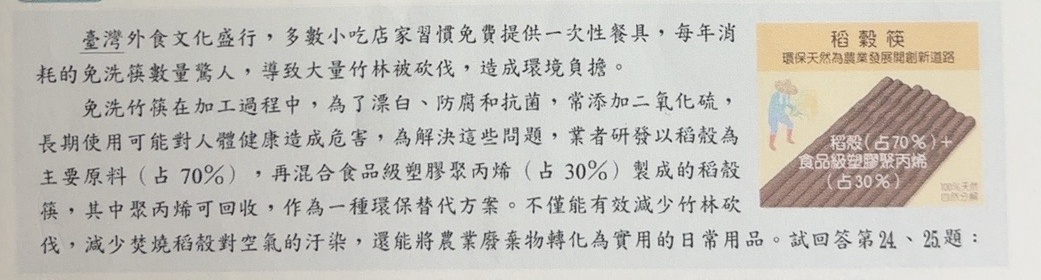 臺灣外食文化盛行，多數小吃店家習慣免費提供一次性餐具，每年消
耗的免洗筷數量驚人，導致大量竹林被砍伐，造成環境負擔。
免洗竹筷在加工過程中，為了漂白、防腐和抗菌，常添加二氧化硫，
長期使用可能對人體健康造成危害，為解決這些問題，業者研發以稻殼為
主要原料（占 70%），再混合食品級塑膠聚丙烯（占 30%）製成的稻殼
筷，其中聚丙烯可回收，作為一種環保替代方案。不僅能有效減少竹林砍
伐，減少焚燒稻殼對空氣的汙染，還能將農業廢棄物轉化為實用的日常用品。試回答第24、25題：
稻穀筷
環保天然為農業發展開創新道路
稻殼(占70%)+
食品級塑膠聚丙烯
(占30%)
100%天然
自然分解